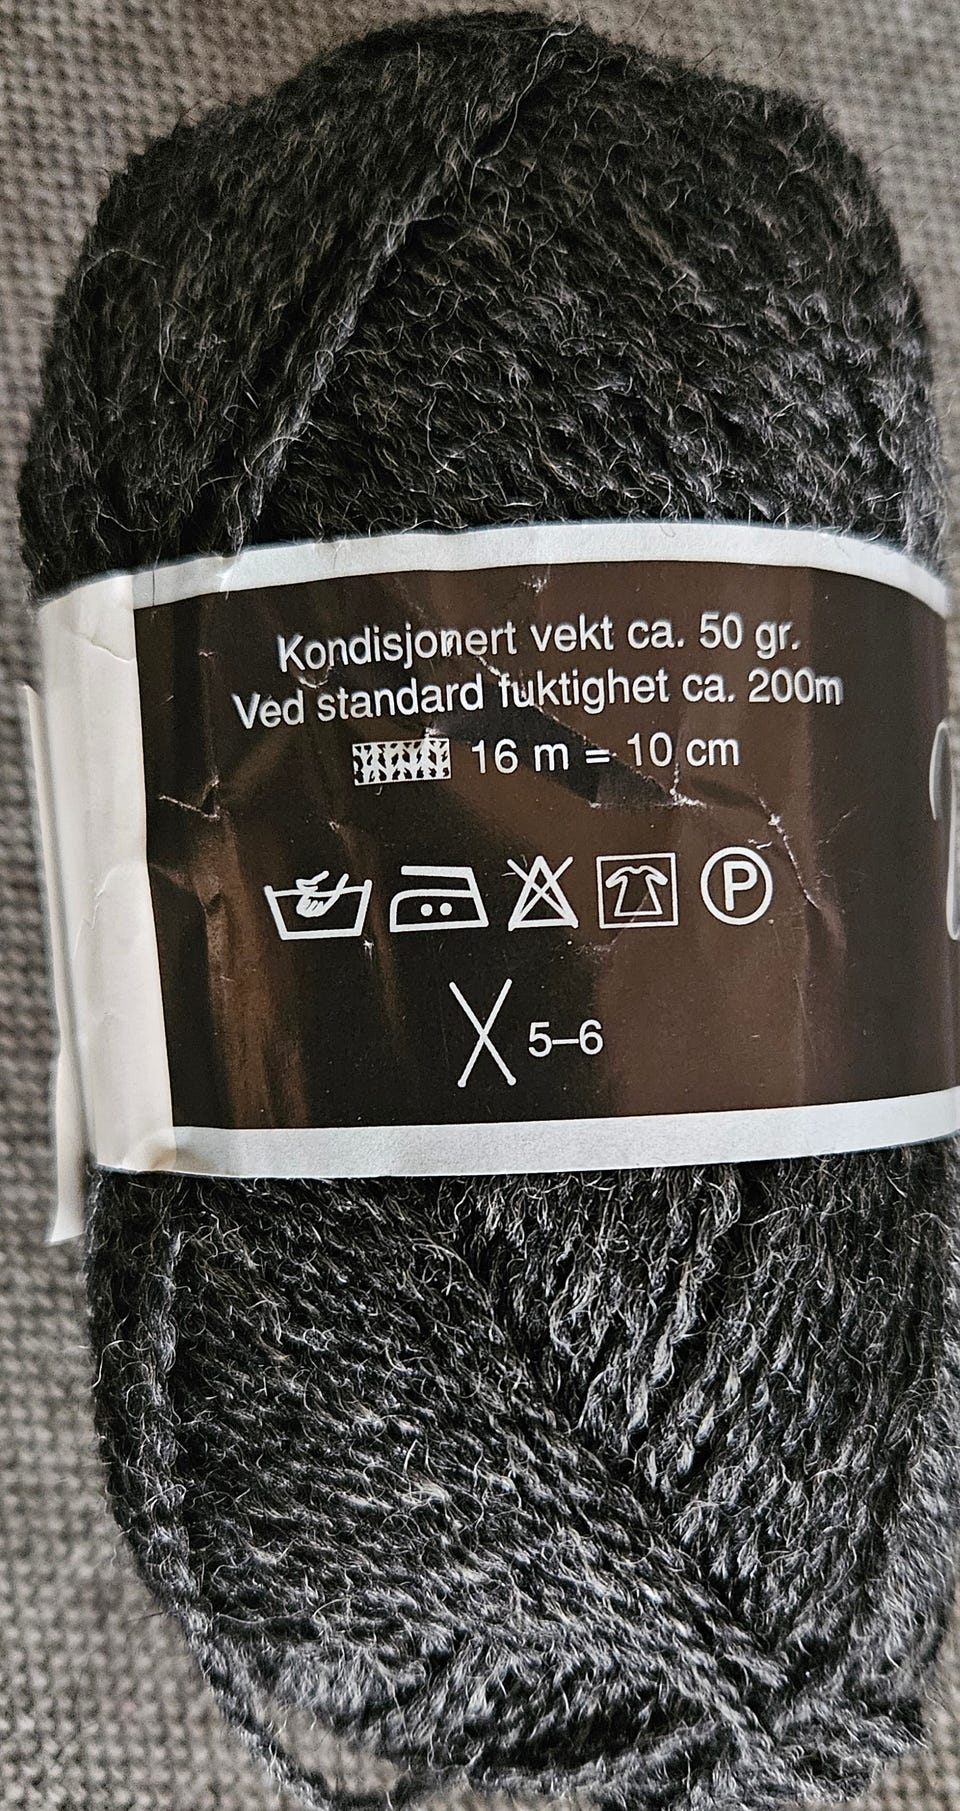 Kondisjonert vekt ca. 50 gr.
Ved standard fuktighet ca. 200m
16 m = 10 cm
P
5–6